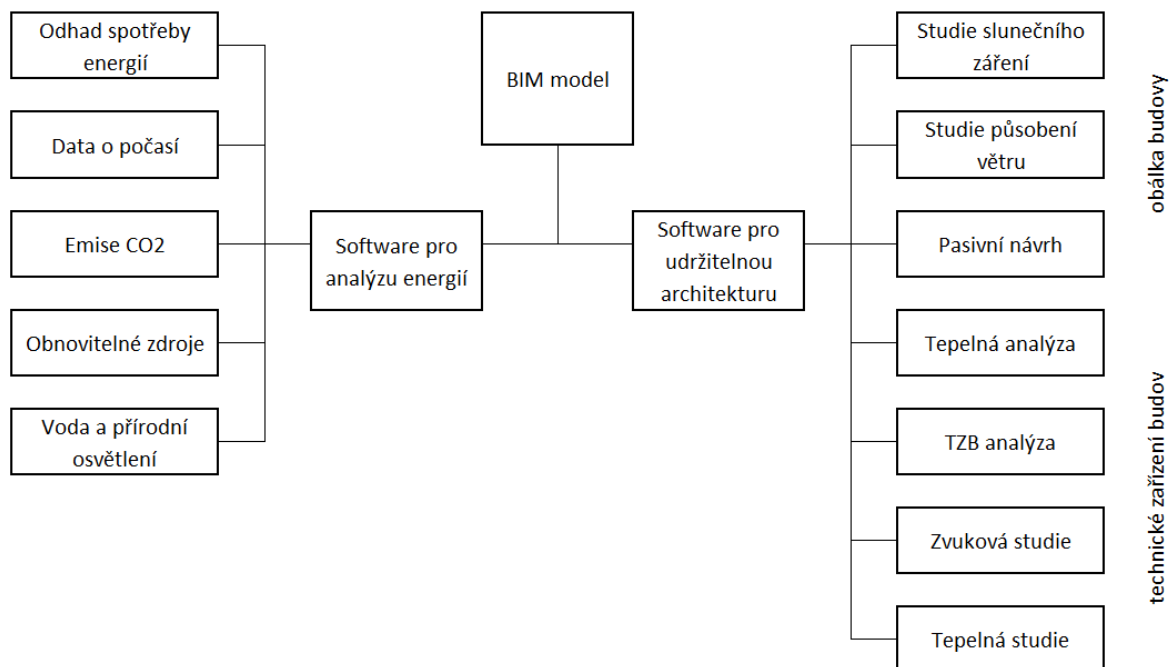 Odhad spotřeby
energií
Data o počasí
Emise CO2
Obnovitelné zdroje
Voda a přírodní
osvětlení
Software pro
analýzu energií
BIM model
Software pro
udržitelnou
architekturu
Studie slunečního
záření
Studie působení
větru
Pasivní návrh
Tepelná analýza
TZB analýza
Zvuková studie
Tepelná studie
obálka budovy
technické zařízení budov